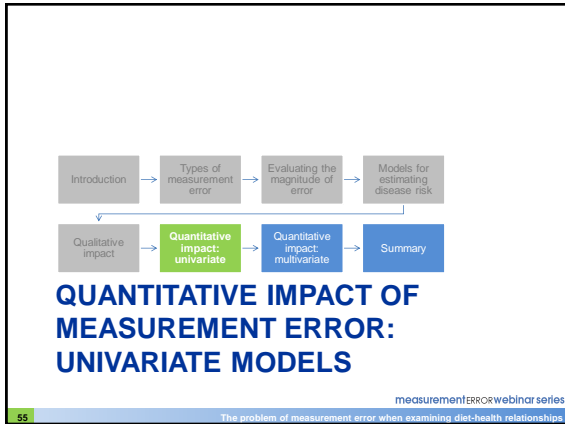 Introduction
Types of
measurement
error
Evaluating the
magnitude of
error
Models for
estimating
disease risk
Qualitative
impact
Quantitative
impact:
univariate
Quantitative
impact:
multivariate
Summary
QUANTITATIVE IMPACT OF
MEASUREMENT ERROR:
UNIVARIATE MODELS
measurementERRORwebinar series
55
The problem of measurement error when examining diet-health relationships